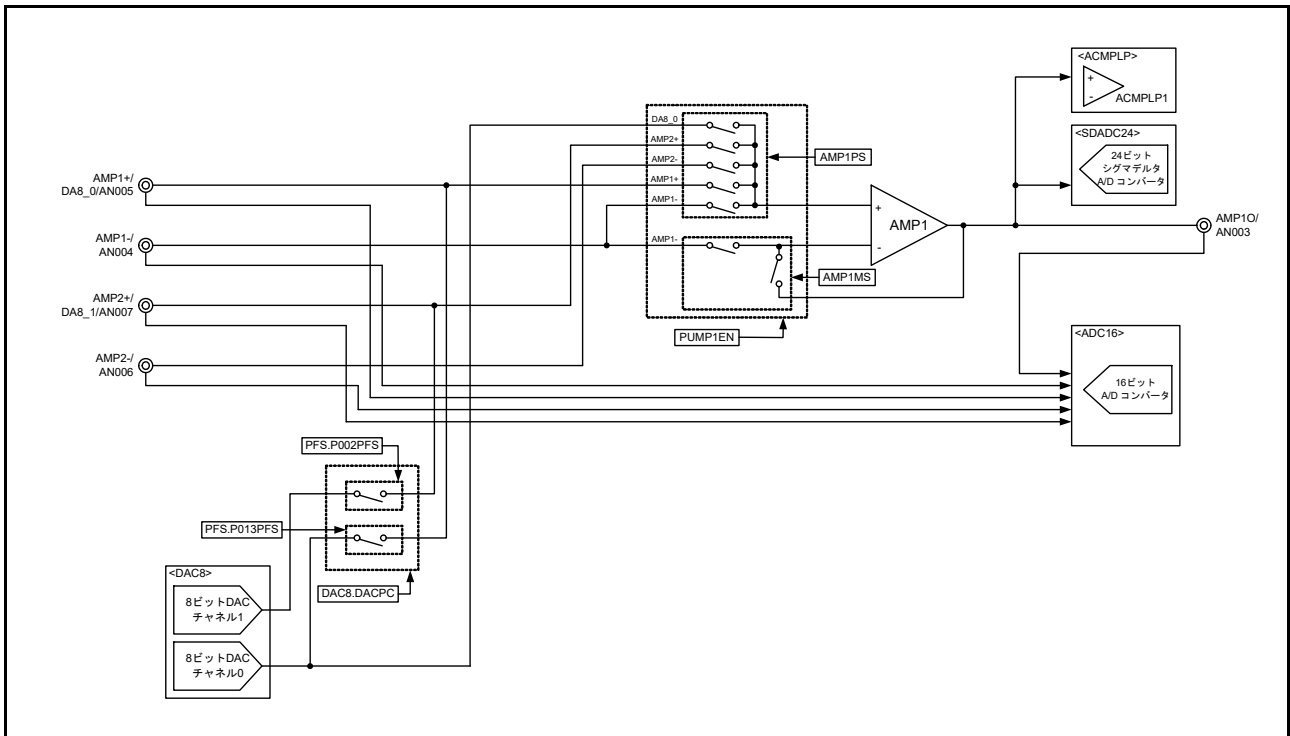 <ACMPLP>
+
-
ACMPLP1
<SDADC24>
24ビット
シグマデルタ
A/D コンバータ
DA8_0
AMP2+
AMP2-
AMP1+
AMP1-
AMP1-
AMP1PS
AMP1MS
PUMP1EN
+
-
AMP1
AMP1O/
AN003
AMP1+/
DA8_0/AN005
AMP1-/
AN004
AMP2+/
DA8_1/AN007
AMP2-/
AN006
<ADC16>
16ビット
A/D コンバータ
PFS.P002PFS
PFS.P013PFS
DAC8.DACPC
<DAC8>
8ビットDAC
チャネル1
8ビットDAC
チャネル0